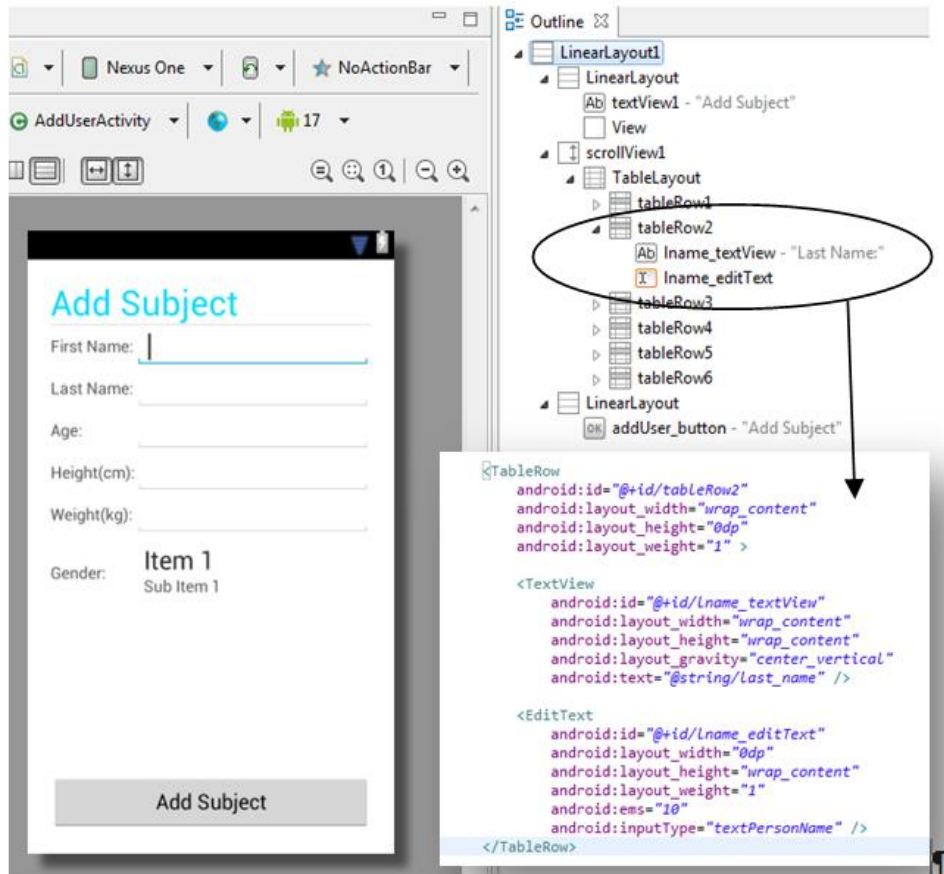 Nexus One
NoActionBar
AddUserActivity
17
Add Subject
First Name:
Last Name:
Age:
Height(cm):
Weight(kg):
Gender:
Item 1
Sub Item 1
Add Subject
Outline
LinearLayout1
LinearLayout
Ab textView1 - "Add Subject"
View
scrollView1
TableLayout
tableRow1
tableRow2
Ab lname_textView - "Last Name:"
I lname_editText
tableRow3
tableRow4
tableRow5
tableRow6
LinearLayout
OK addUser_button - "Add Subject"
<TableRow
android:id="@+id/tableRow2"
android:layout_width="wrap_content"
android:layout_height="0dp"
android:layout_weight="1" >
<TextView
android:id="@+id/lname_textView"
android:layout_width="wrap_content"
android:layout_height="wrap_content"
android:layout_gravity="center_vertical"
android:text="@string/last_name" />
<EditText
android:id="@+id/lname_editText"
android:layout_width="0dp"
android:layout_height="wrap_content"
android:layout_weight="1"
android:ems="10"
android:inputType="textPersonName" />
</TableRow>
¶